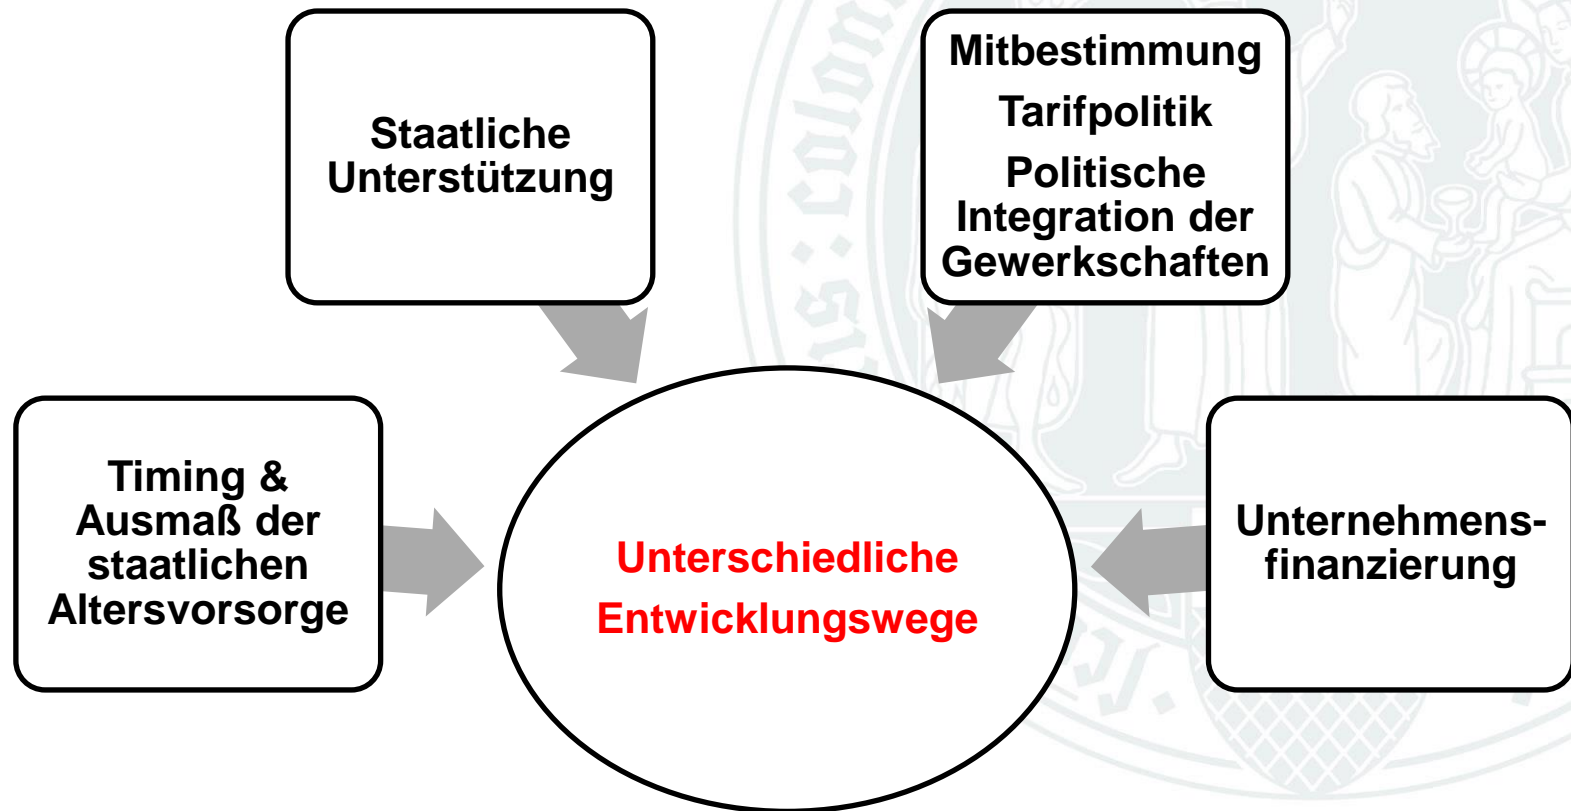 Staatliche
Unterstützung
Mitbestimmung
Tarifpolitik
Politische
Integration der
Gewerkschaften
Timing &
Ausmaß der
staatlichen
Altersvorsorge
Unterschiedliche
Entwicklungswege
Unternehmens-
finanzierung